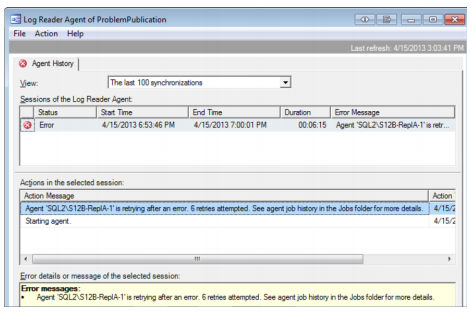 Log Reader Agent of ProblemPublication
File Action Help
Last refresh: 4/15/2013 3:03:41 PM
Agent History
View: The last 100 synchronizations
Sessions of the Log Reader Agent:
Status Start Time End Time Duration Error Message
Error 4/15/2013 6:53:46 PM 4/15/2013 7:00:01 PM 00:06:15 Agent 'SQL2\S12B-ReplA-1' is retr...
Actions in the selected session:
Action Message Action
Agent 'SQL2\S12B-ReplA-1' is retrying after an error. 6 retries attempted. See agent job history in the Jobs folder for more details. 4/15/2
Starting agent. 4/15/2
Error details or message of the selected session:
Error messages:
• Agent 'SQL2\S12B-ReplA-1' is retrying after an error. 6 retries attempted. See agent job history in the Jobs folder for more details.